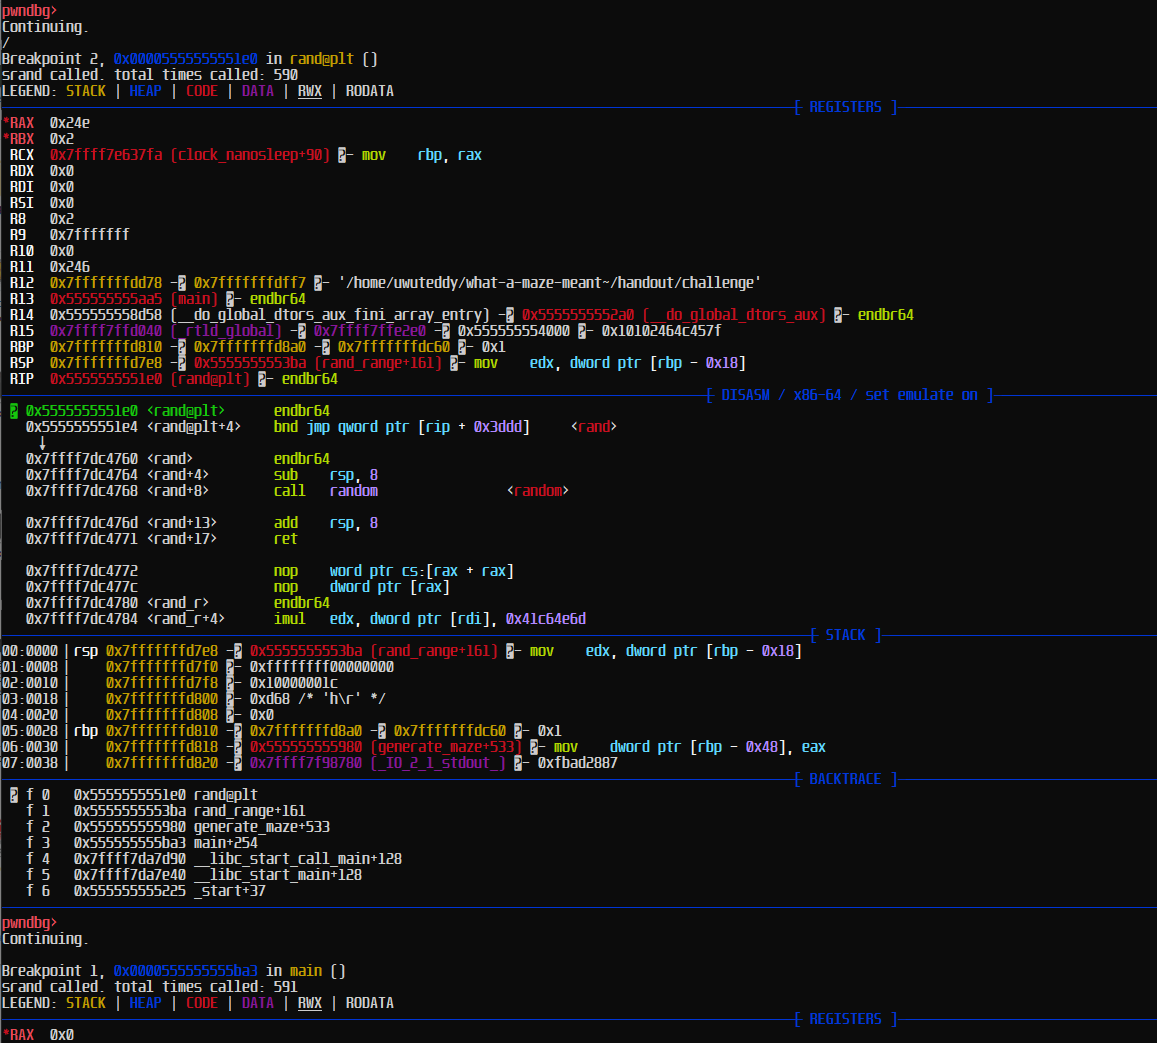 pwndbg>
Continuing.
/
Breakpoint 2, 0x00005555555551e0 in rand@plt ()
srand called. total times called: 590
LEGEND: STACK | HEAP | CODE | DATA | RWX | RODATA
[ REGISTERS ]
*RAX  0x24e
*RBX  0x2
RCX  0x7ffff7e637fa (clock_nanosleep+90) ?- mov    rbp, rax
RDX  0x0
RDI  0x0
RSI  0x0
R8   0x2
R9   0x7fffffff
R10  0x0
R11  0x246
R12  0x7fffffffdd78 -? 0x7fffffffdff7 ?- '/home/uwuteddy/what-a-maze-meant~/handout/challenge'
R13  0x555555555aa5 (main) ?- endbr64
R14  0x555555558d58 (__do_global_dtors_aux_fini_array_entry) -? 0x5555555552a0 (__do_global_dtors_aux) ?- endbr64
R15  0x7ffff7ffd040 (_rtld_global) -? 0x7ffff7ffe2e0 -? 0x555555554000 ?- 0x10102464c457f
RBP  0x7fffffffd810 -? 0x7fffffffd8a0 -? 0x7fffffffdc60 ?- 0x1
RSP  0x7fffffffd7e8 -? 0x5555555553ba (rand_range+161) ?- mov    edx, dword ptr [rbp - 0x18]
RIP  0x5555555551e0 (rand@plt) ?- endbr64
[ DISASM / x86-64 / set emulate on ]
? 0x5555555551e0 <rand@plt>      endbr64
0x5555555551e4 <rand@plt+4>    bnd jmp qword ptr [rip + 0x3ddd]     <rand>
↓
0x7ffff7dc4760 <rand>          endbr64
0x7ffff7dc4764 <rand+4>        sub    rsp, 8
0x7ffff7dc4768 <rand+8>        call   random                <random>
0x7ffff7dc476d <rand+13>       add    rsp, 8
0x7ffff7dc4771 <rand+17>       ret
0x7ffff7dc4772                 nop    word ptr cs:[rax + rax]
0x7ffff7dc477c                 nop    dword ptr [rax]
0x7ffff7dc4780 <rand_r>        endbr64
0x7ffff7dc4784 <rand_r+4>      imul   edx, dword ptr [rdi], 0x41c64e6d
[ STACK ]
00:0000| rsp 0x7fffffffd7e8 -? 0x5555555553ba (rand_range+161) ?- mov    edx, dword ptr [rbp - 0x18]
01:0008|     0x7fffffffd7f0 ?- 0xffffffff00000000
02:0010|     0x7fffffffd7f8 ?- 0x10000001c
03:0018|     0x7fffffffd800 ?- 0xd68 /* 'h\r' */
04:0020|     0x7fffffffd808 ?- 0x0
05:0028| rbp 0x7fffffffd810 -? 0x7fffffffd8a0 -? 0x7fffffffdc60 ?- 0x1
06:0030|     0x7fffffffd818 -? 0x555555555980 (generate_maze+533) ?- mov    dword ptr [rbp - 0x48], eax
07:0038|     0x7fffffffd820 -? 0x7ffff7f98780 (_IO_2_1_stdout_) ?- 0xfbad2887
[ BACKTRACE ]
? f 0   0x5555555551e0 rand@plt
f 1   0x5555555553ba rand_range+161
f 2   0x555555555980 generate_maze+533
f 3   0x555555555ba3 main+254
f 4   0x7ffff7da7d90 __libc_start_call_main+128
f 5   0x7ffff7da7e40 __libc_start_main+128
f 6   0x555555555225 _start+37
pwndbg>
Continuing.
Breakpoint 1, 0x0000555555555ba3 in main ()
srand called. total times called: 591
LEGEND: STACK | HEAP | CODE | DATA | RWX | RODATA
[ REGISTERS ]
*RAX  0x0